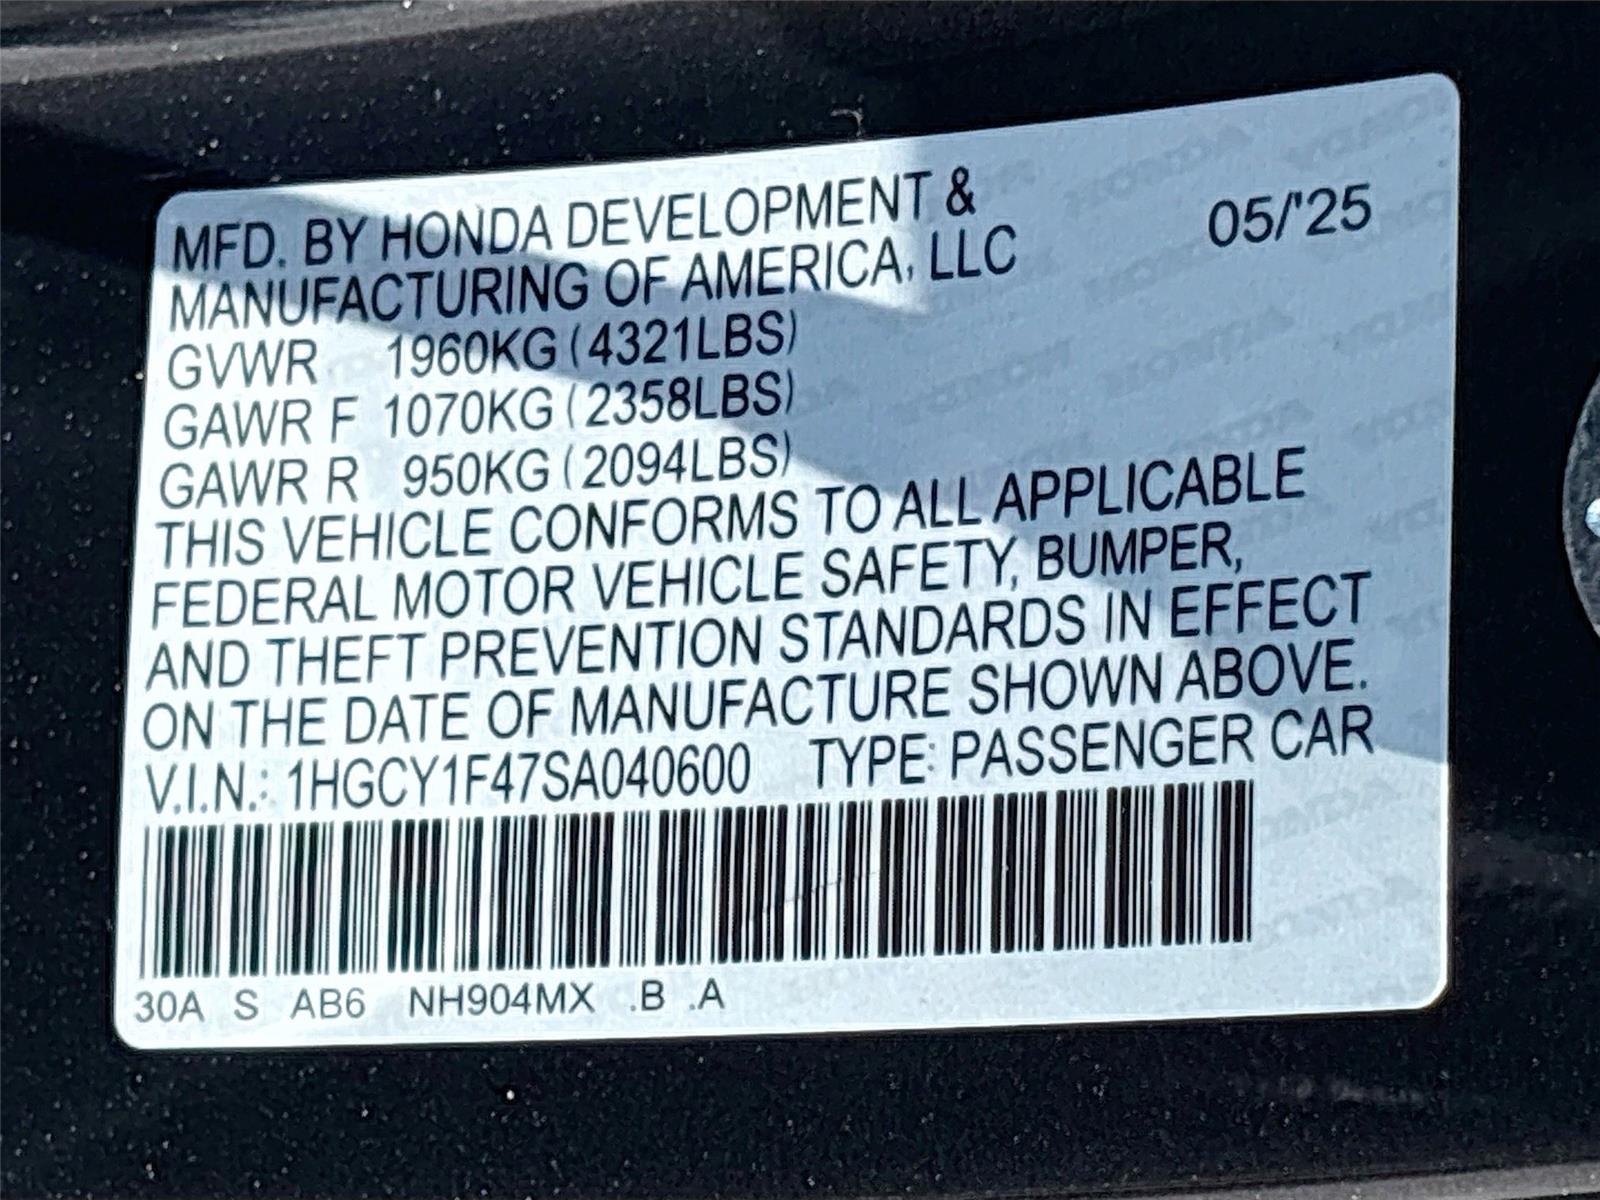 MFD. BY HONDA DEVELOPMENT & 05/'25
MANUFACTURING OF AMERICA, LLC
GVWR 1960KG (4321LBS)
GAWR F 1070KG (2358LBS)
GAWR R 950KG (2094LBS)
THIS VEHICLE CONFORMS TO ALL APPLICABLE
FEDERAL MOTOR VEHICLE SAFETY, BUMPER,
AND THEFT PREVENTION STANDARDS IN EFFECT
ON THE DATE OF MANUFACTURE SHOWN ABOVE.
V.I.N.: 1HGCY1F47SA040600 TYPE: PASSENGER CAR
30A S AB6 NH904MX .B .A